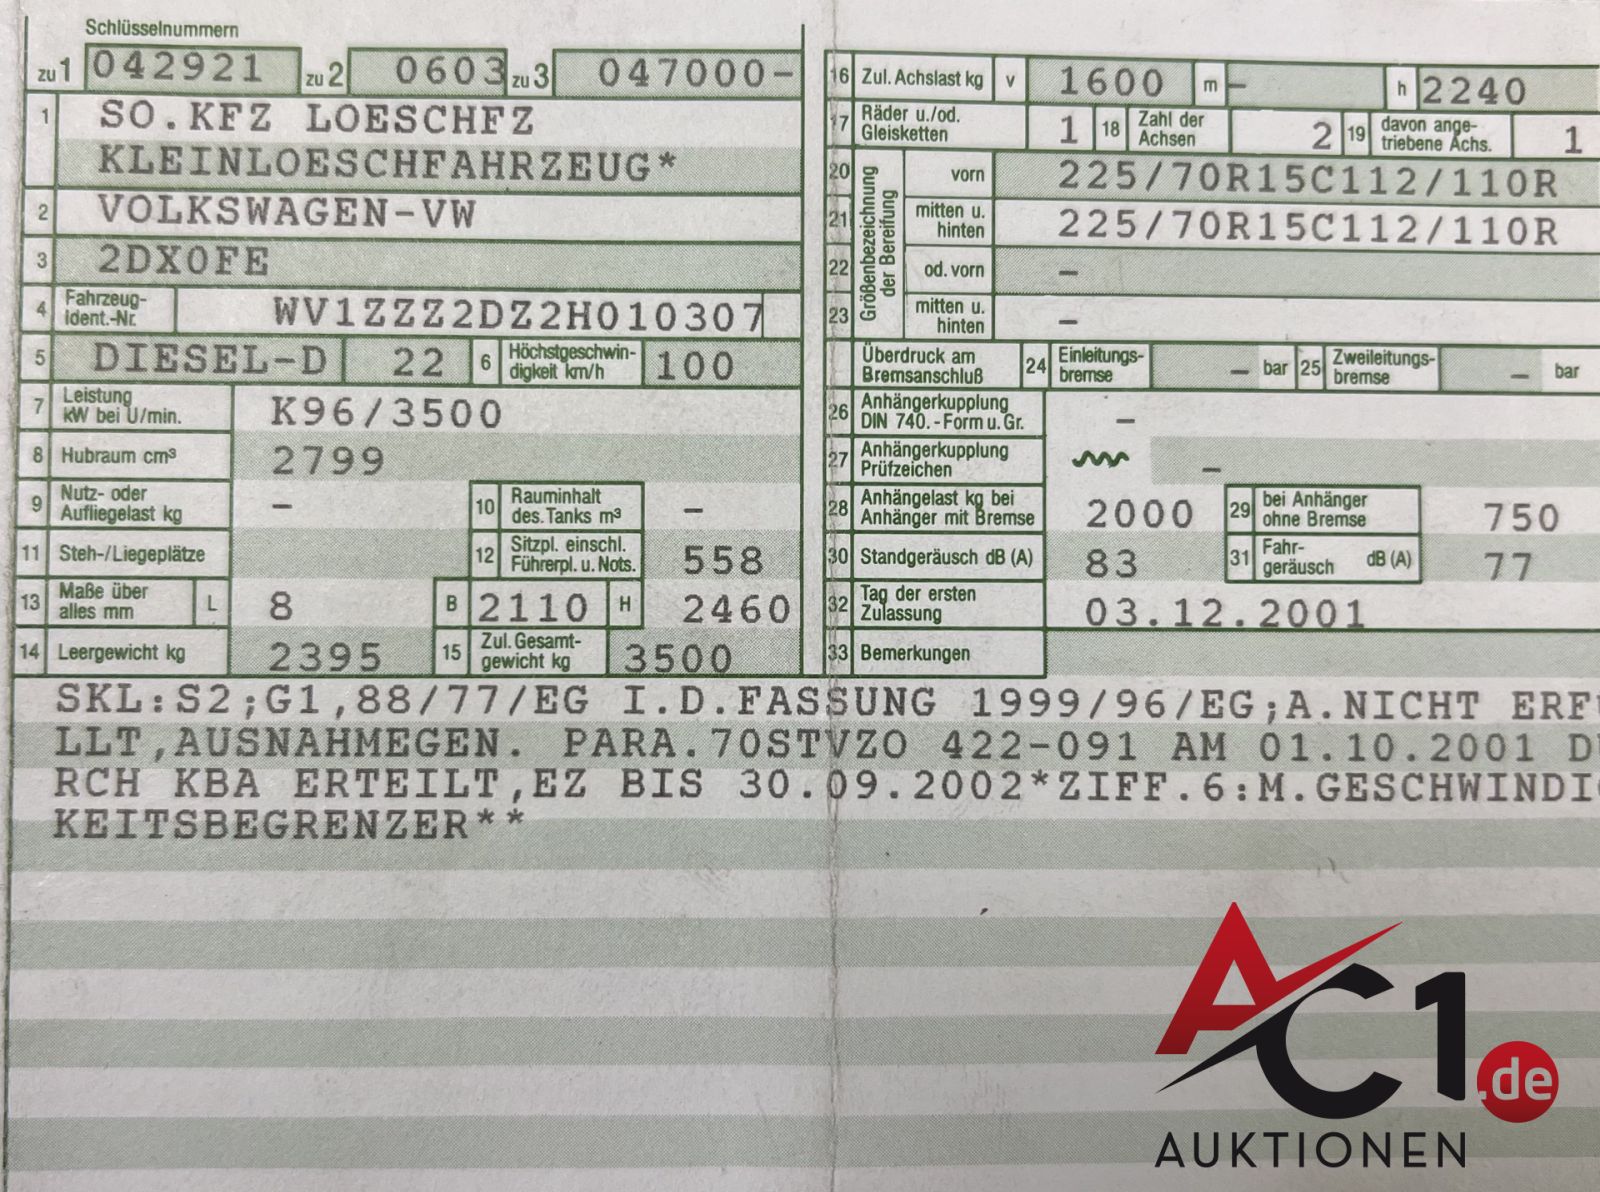 Schlüsselnummern
zu 1 042921 zu 2 0603 zu 3 047000-
1 SO.KFZ LOESCHFZ
KLEINLOESCHFAHRZEUG*
2 VOLKSWAGEN-VW
3 2DX0FE
4 Fahrzeug-Ident.-Nr. WV1ZZZ2DZ2H010307
5 DIESEL-D 22 6 Höchstgeschwin-digkeit km/h 100
7 Leistung kW bei U/min. K96/3500
8 Hubraum cm³ 2799
9 Nutz- oder Aufliegelast kg - 10 Rauminhalt des.Tanks m³ -
11 Steh-/Liegeplätze 12 Sitzpl. einschl. Führerpl. u. Nots. 558
13 Maße über alles mm L 8 B 2110 H 2460
14 Leergewicht kg 2395 15 Zul. Gesamt-gewicht kg 3500
16 Zul. Achslast kg v 1600 m - h 2240
17 Räder u./od. Gleisketten 1 18 Zahl der Achsen 2 19 davon ange-triebene Achs. 1
Größenbezeichnung der Bereifung
20 vorn 225/70R15C112/110R
21 mitten u. hinten 225/70R15C112/110R
22 od. vorn -
23 mitten u. hinten -
Überdruck am Bremsanschluß 24 Einleitungs-bremse - bar 25 Zweileitungs-bremse - bar
26 Anhängerkupplung DIN 740.-Form u. Gr. -
27 Anhängerkupplung Prüfzeichen -
28 Anhängelast kg bei Anhänger mit Bremse 2000 29 bei Anhänger ohne Bremse 750
30 Standgeräusch dB (A) 83 31 Fahr-geräusch dB (A) 77
32 Tag der ersten Zulassung 03.12.2001
33 Bemerkungen
SKL:S2;G1,88/77/EG I.D.FASSUNG 1999/96/EG;A.NICHT ERFU
LLT,AUSNAHMEGEN. PARA.70STVZO 422-091 AM 01.10.2001 DU
RCH KBA ERTEILT,EZ BIS 30.09.2002*ZIFF.6:M.GESCHWINDIG
KEITSBEGRENZER**
AC1.de
AUKTIONEN